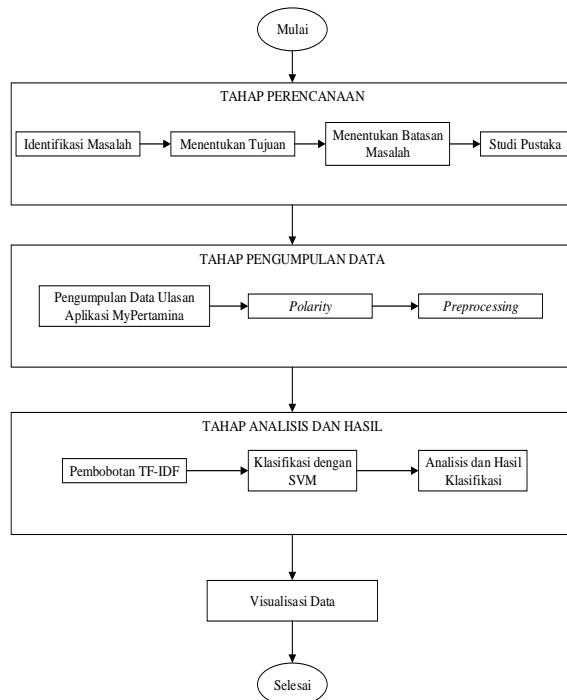 Mulai
TAHAP PERENCANAAN
Identifikasi Masalah
Menentukan Tujuan
Menentukan Batasan
Masalah
Studi Pustaka
TAHAP PENGUMPULAN DATA
Pengumpulan Data Ulasan
Aplikasi MyPertamina
Polarity
Preprocessing
TAHAP ANALISIS DAN HASIL
Pembobotan TF-IDF
Klasifikasi dengan
SVM
Analisis dan Hasil
Klasifikasi
Visualisasi Data
Selesai